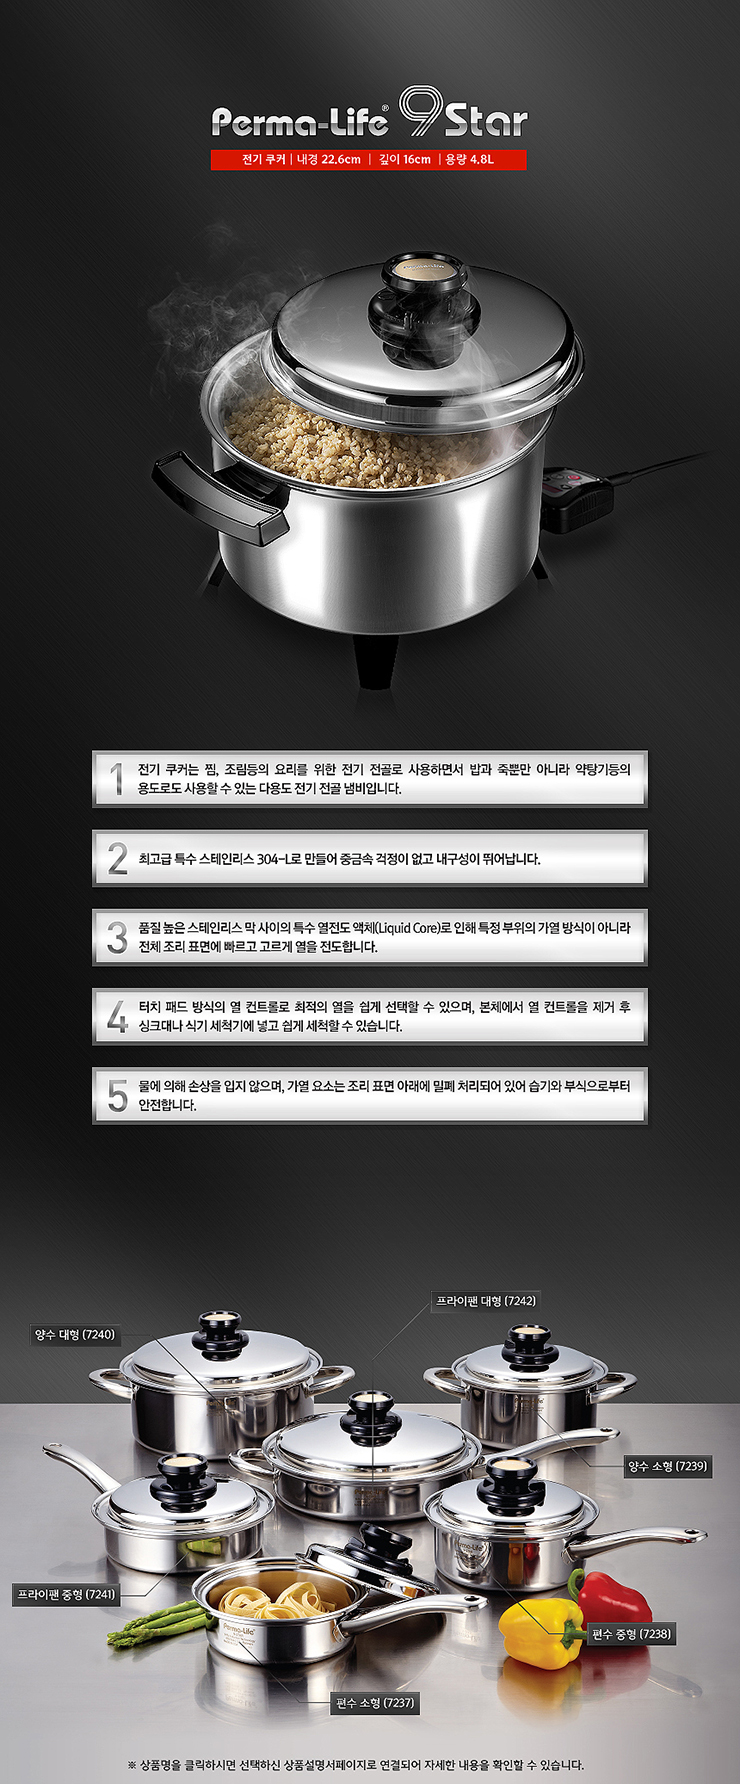 Perma-Life® 9Star
전기 쿠커 | 내경 22.6cm | 깊이 16cm | 용량 4.8L
1 전기 쿠커는 찜, 조림등의 요리를 위한 전기 전골로 사용하면서 밥과 죽뿐만 아니라 약탕기등의
용도로도 사용할 수 있는 다용도 전기 전골 냄비입니다.
2 최고급 특수 스테인리스 304-L로 만들어 중금속 걱정이 없고 내구성이 뛰어납니다.
3 품질 높은 스테인리스 막 사이의 특수 열전도 액체(Liquid Core)로 인해 특정 부위의 가열 방식이 아니라
전체 조리 표면에 빠르고 고르게 열을 전도합니다.
4 터치 패드 방식의 열 컨트롤로 최적의 열을 쉽게 선택할 수 있으며, 본체에서 열 컨트롤을 제거 후
싱크대나 식기 세척기에 넣고 쉽게 세척할 수 있습니다.
5 물에 의해 손상을 입지 않으며, 가열 요소는 조리 표면 아래에 밀폐 처리되어 있어 습기와 부식으로부터
안전합니다.
프라이팬 대형 (7242)
양수 대형 (7240)
양수 소형 (7239)
Perma-Life®
프라이팬 중형 (7241)
Perma-Life®
편수 중형 (7238)
편수 소형 (7237)
※ 상품명을 클릭하시면 선택하신 상품설명서페이지로 연결되어 자세한 내용을 확인할 수 있습니다.